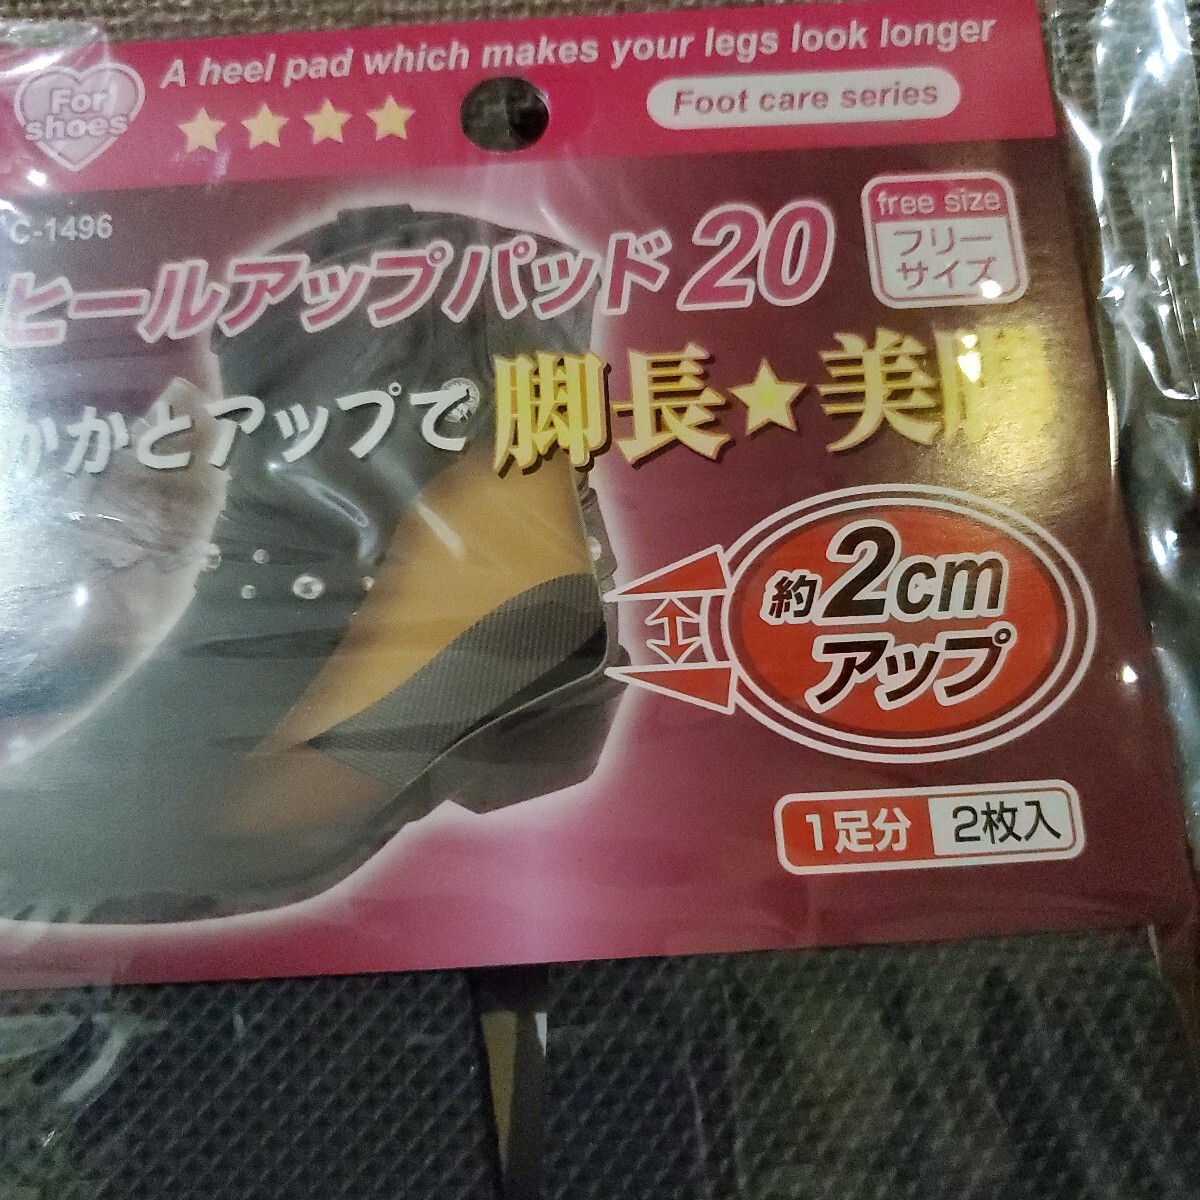 A heel pad which makes your legs look longer
For shoes
Foot care series
C-1496
free size
フリー
サイズ
ヒールアップパッド20
かかとアップで 脚長★美脚
約2cm
アップ
1足分 2枚入